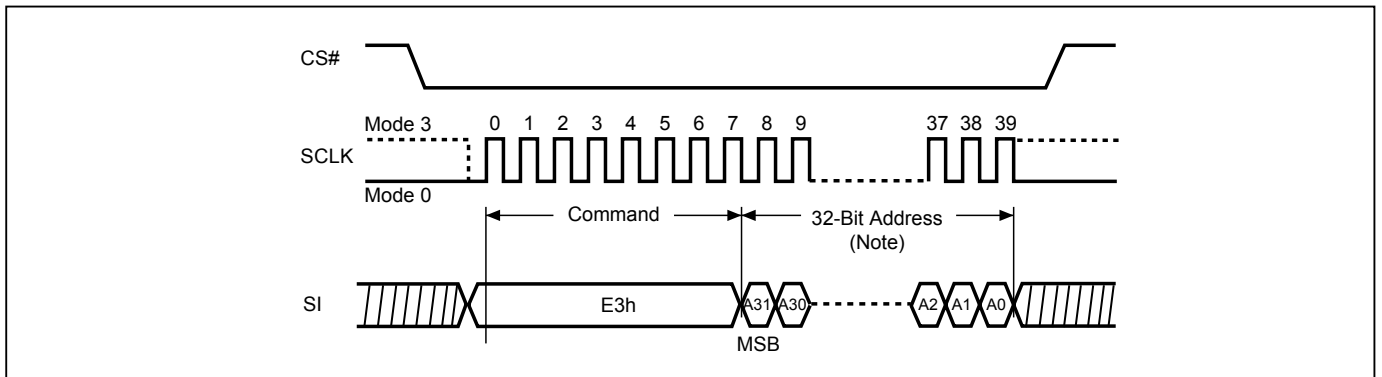 CS#
Mode 3 0 1 2 3 4 5 6 7 8 9 37 38 39
SCLK
Mode 0
Command 32-Bit Address
(Note)
SI E3h A31 A30 A2 A1 A0
MSB